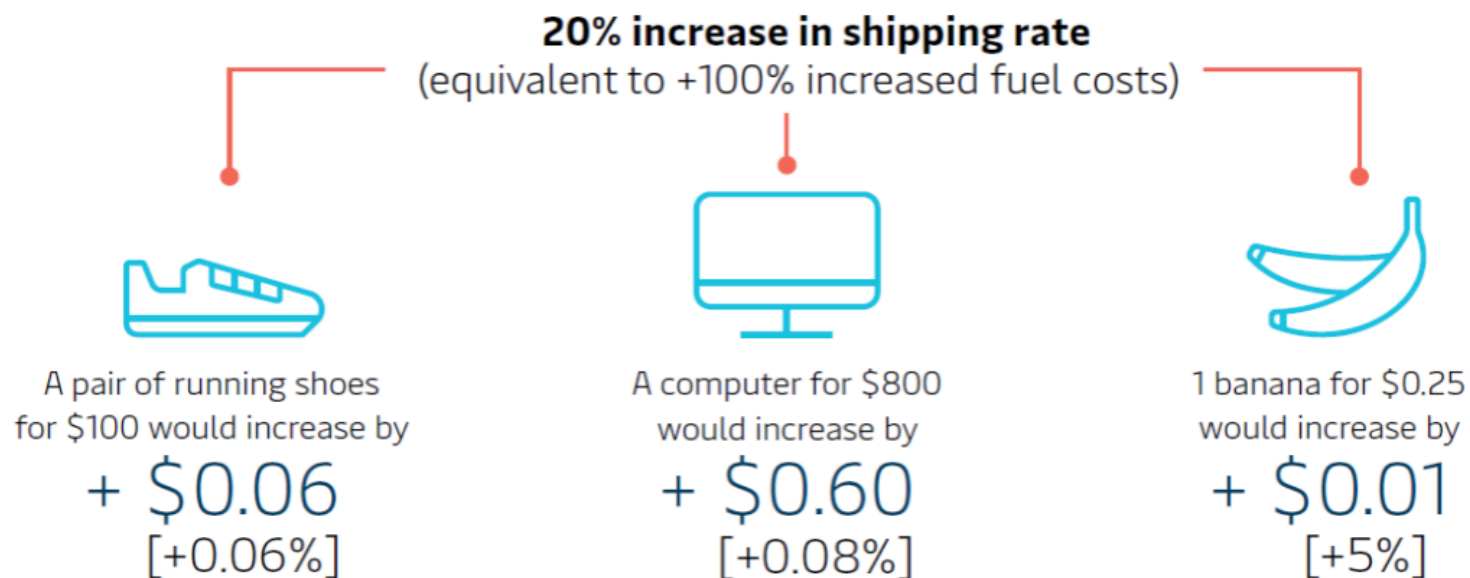 20% increase in shipping rate
(equivalent to +100% increased fuel costs)
A pair of running shoes
for $100 would increase by
+ $0.06
[+0.06%]
A computer for $800
would increase by
+ $0.60
[+0.08%]
1 banana for $0.25
would increase by
+ $0.01
[+5%]